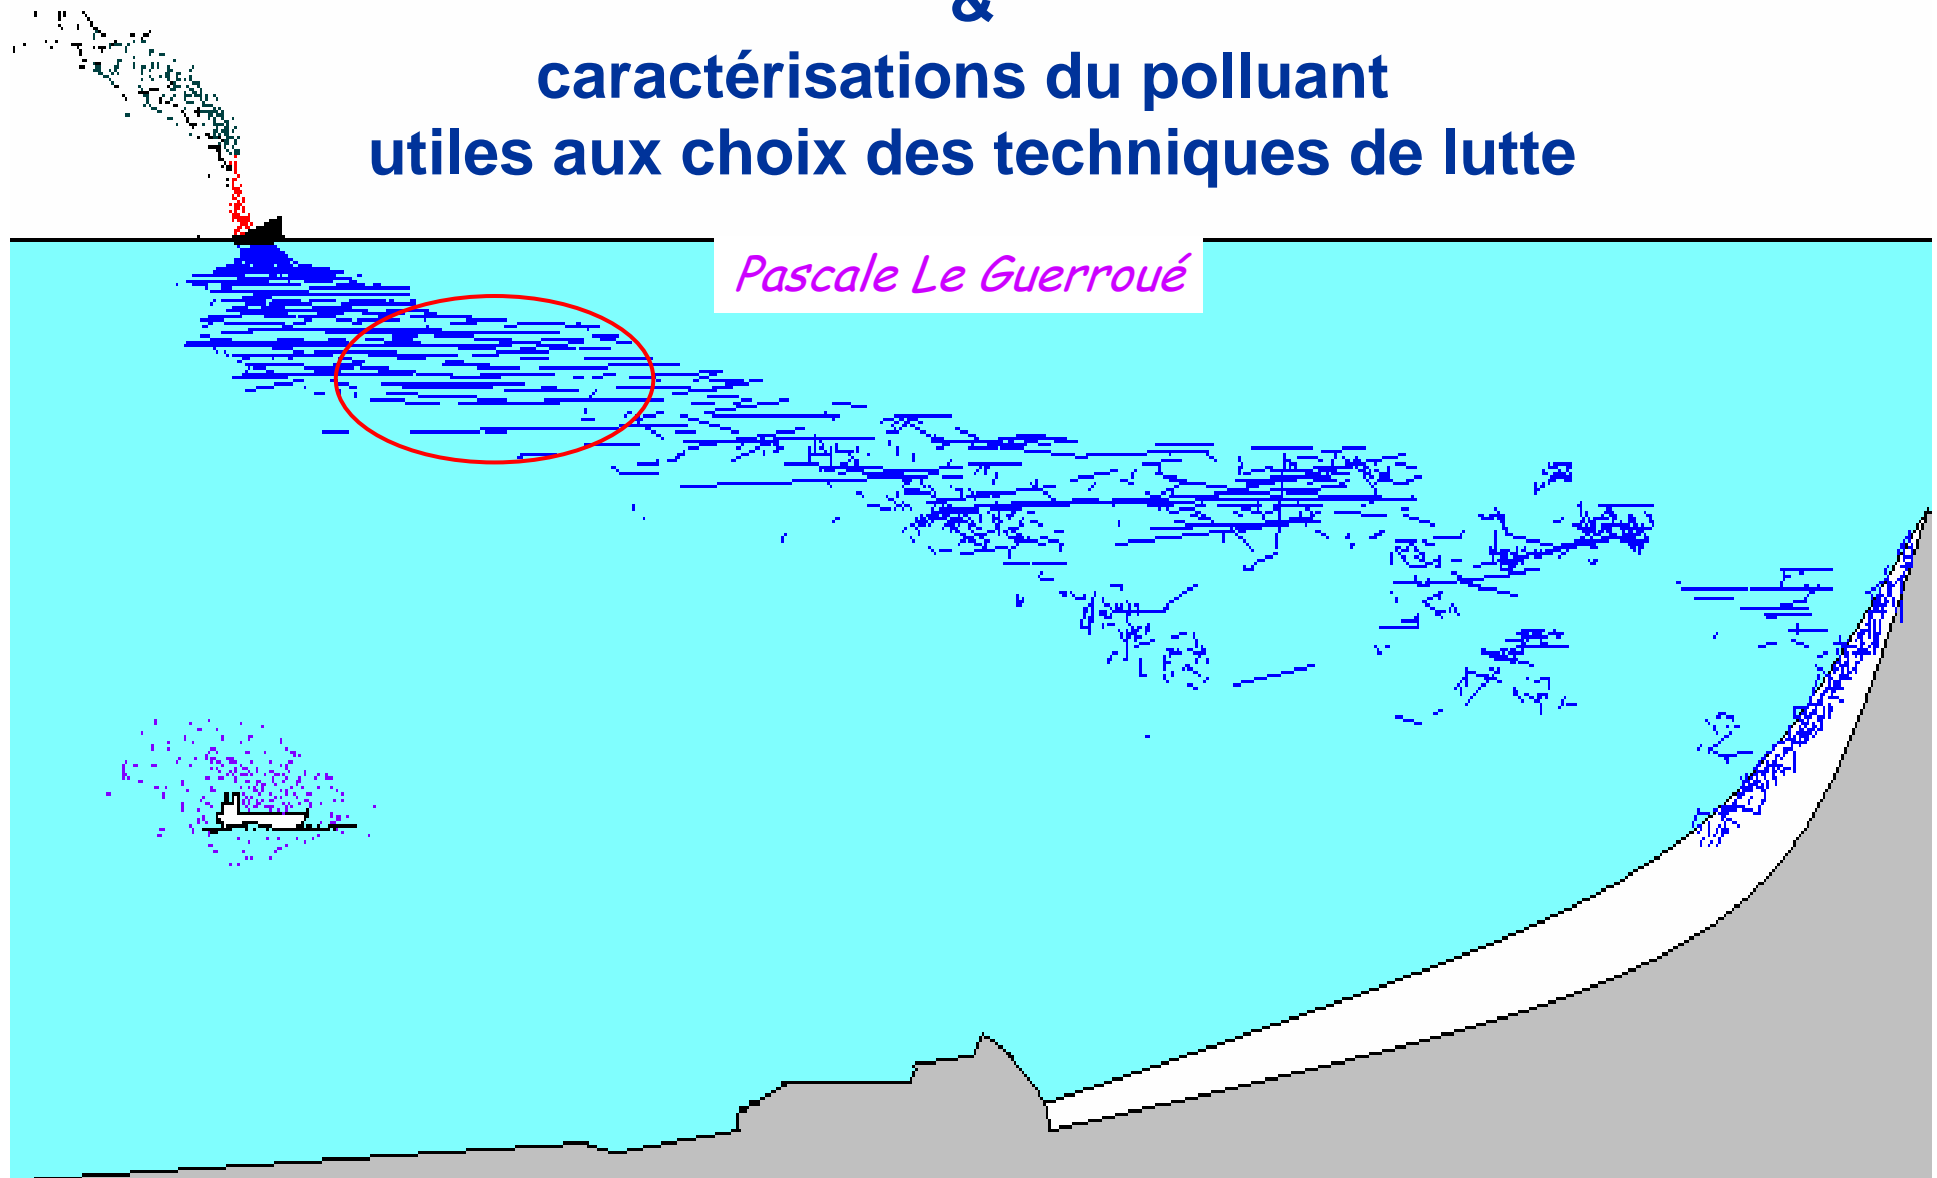 &
caractérisations du polluant
utiles aux choix des techniques de lutte
Pascale Le Guerroué